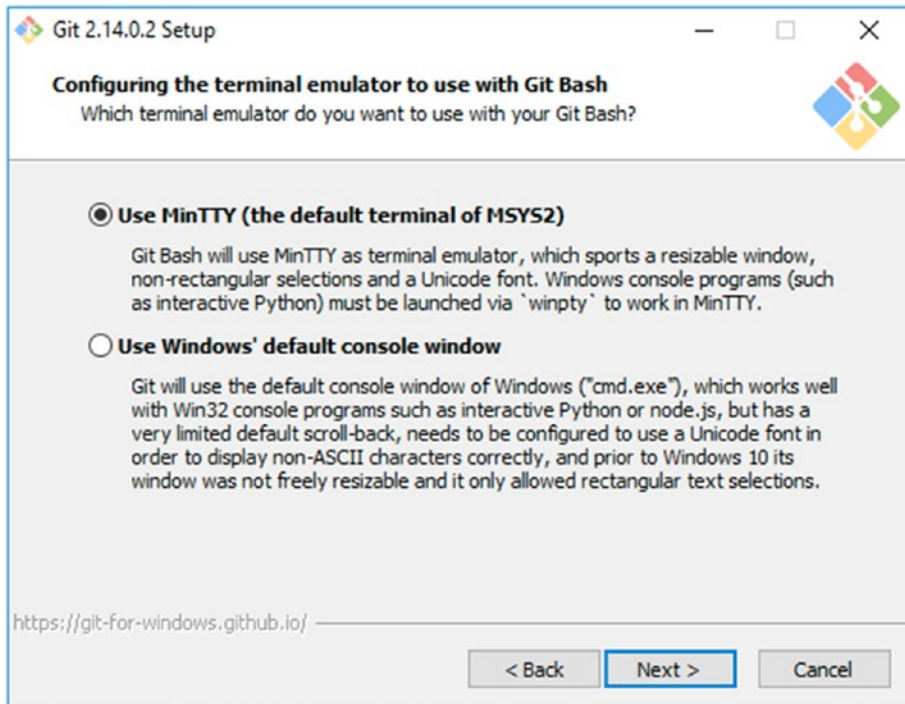 Git 2.14.0.2 Setup
Configuring the terminal emulator to use with Git Bash
Which terminal emulator do you want to use with your Git Bash?
Use MinTTY (the default terminal of MSYS2)
Git Bash will use MinTTY as terminal emulator, which sports a resizable window,
non-rectangular selections and a Unicode font. Windows console programs (such
as interactive Python) must be launched via `winpty` to work in MinTTY.
Use Windows' default console window
Git will use the default console window of Windows ("cmd.exe"), which works well
with Win32 console programs such as interactive Python or node.js, but has a
very limited default scroll-back, needs to be configured to use a Unicode font in
order to display non-ASCII characters correctly, and prior to Windows 10 its
window was not freely resizable and it only allowed rectangular text selections.
https://git-for-windows.github.io/
< Back Next > Cancel